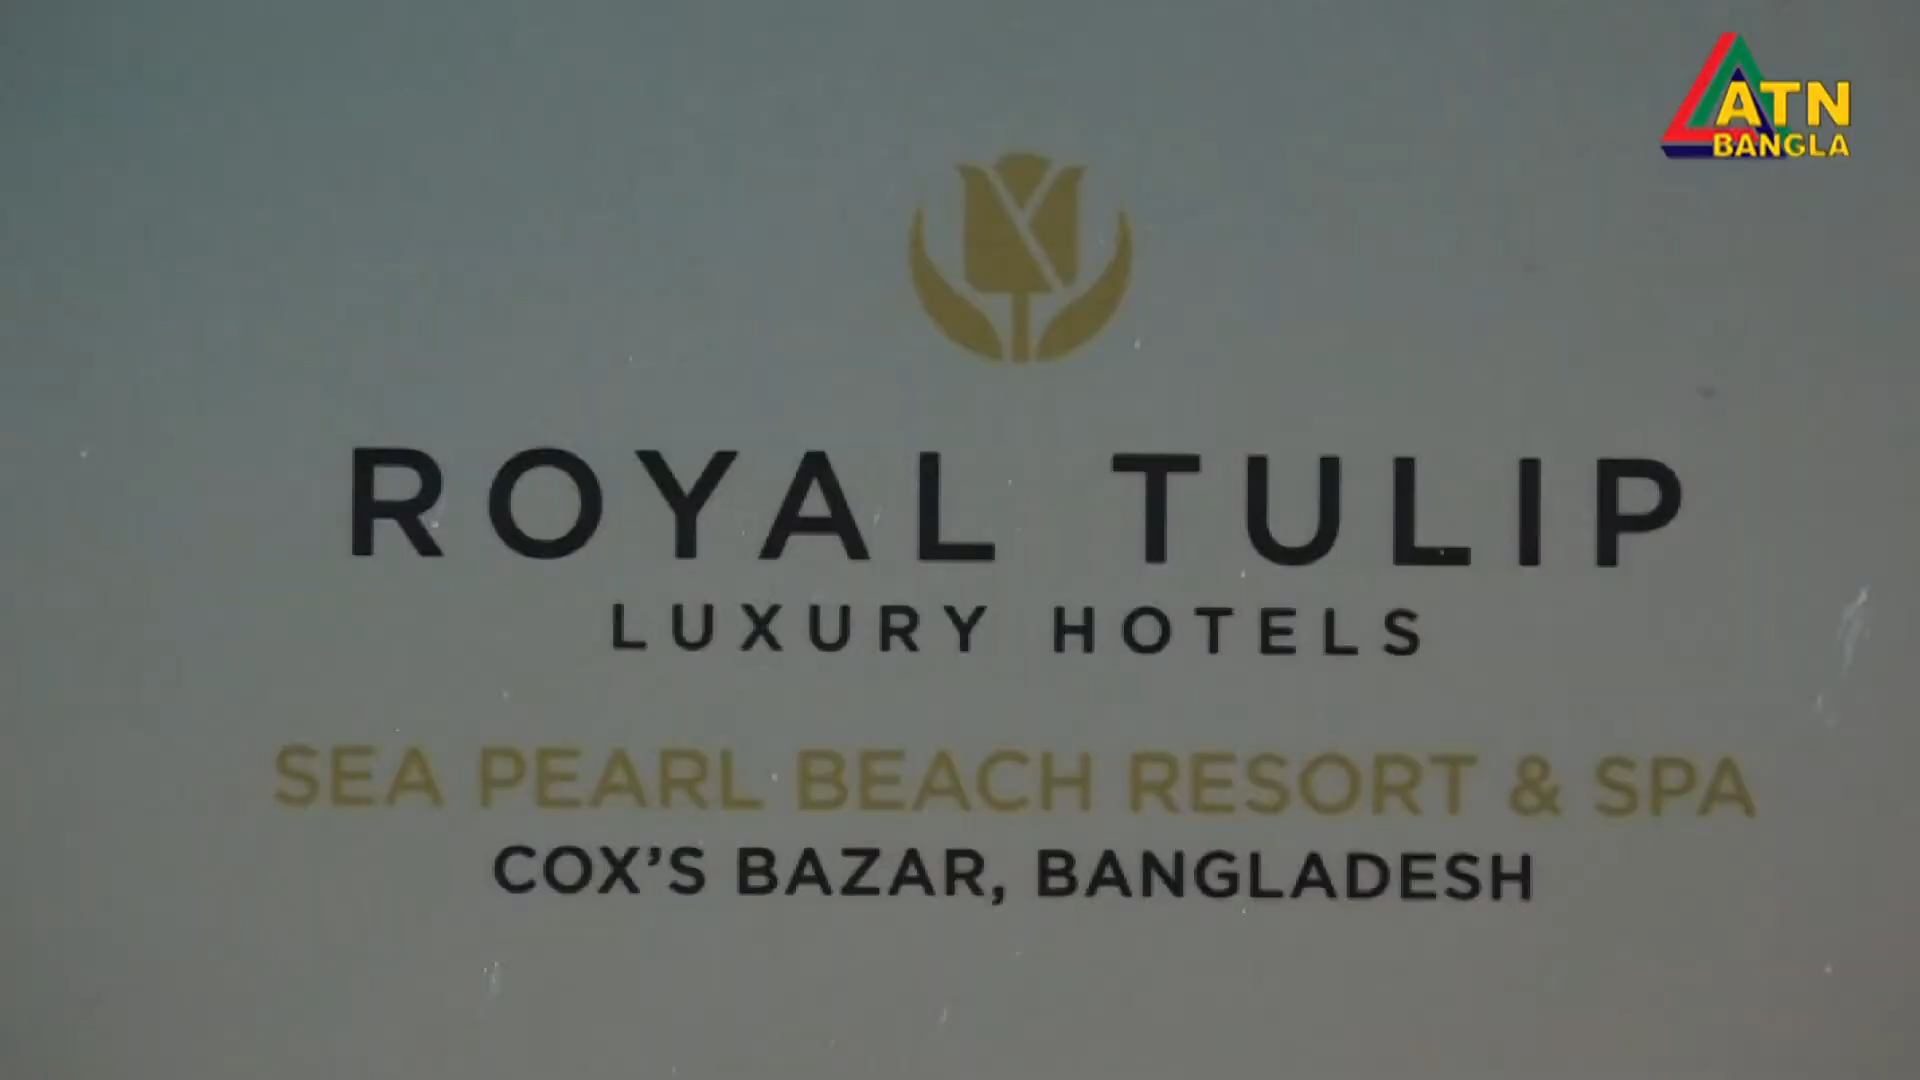 ATN
BANGLA
ROYAL TULIP
LUXURY HOTELS
SEA PEARL BEACH RESORT & SPA
COX'S BAZAR, BANGLADESH